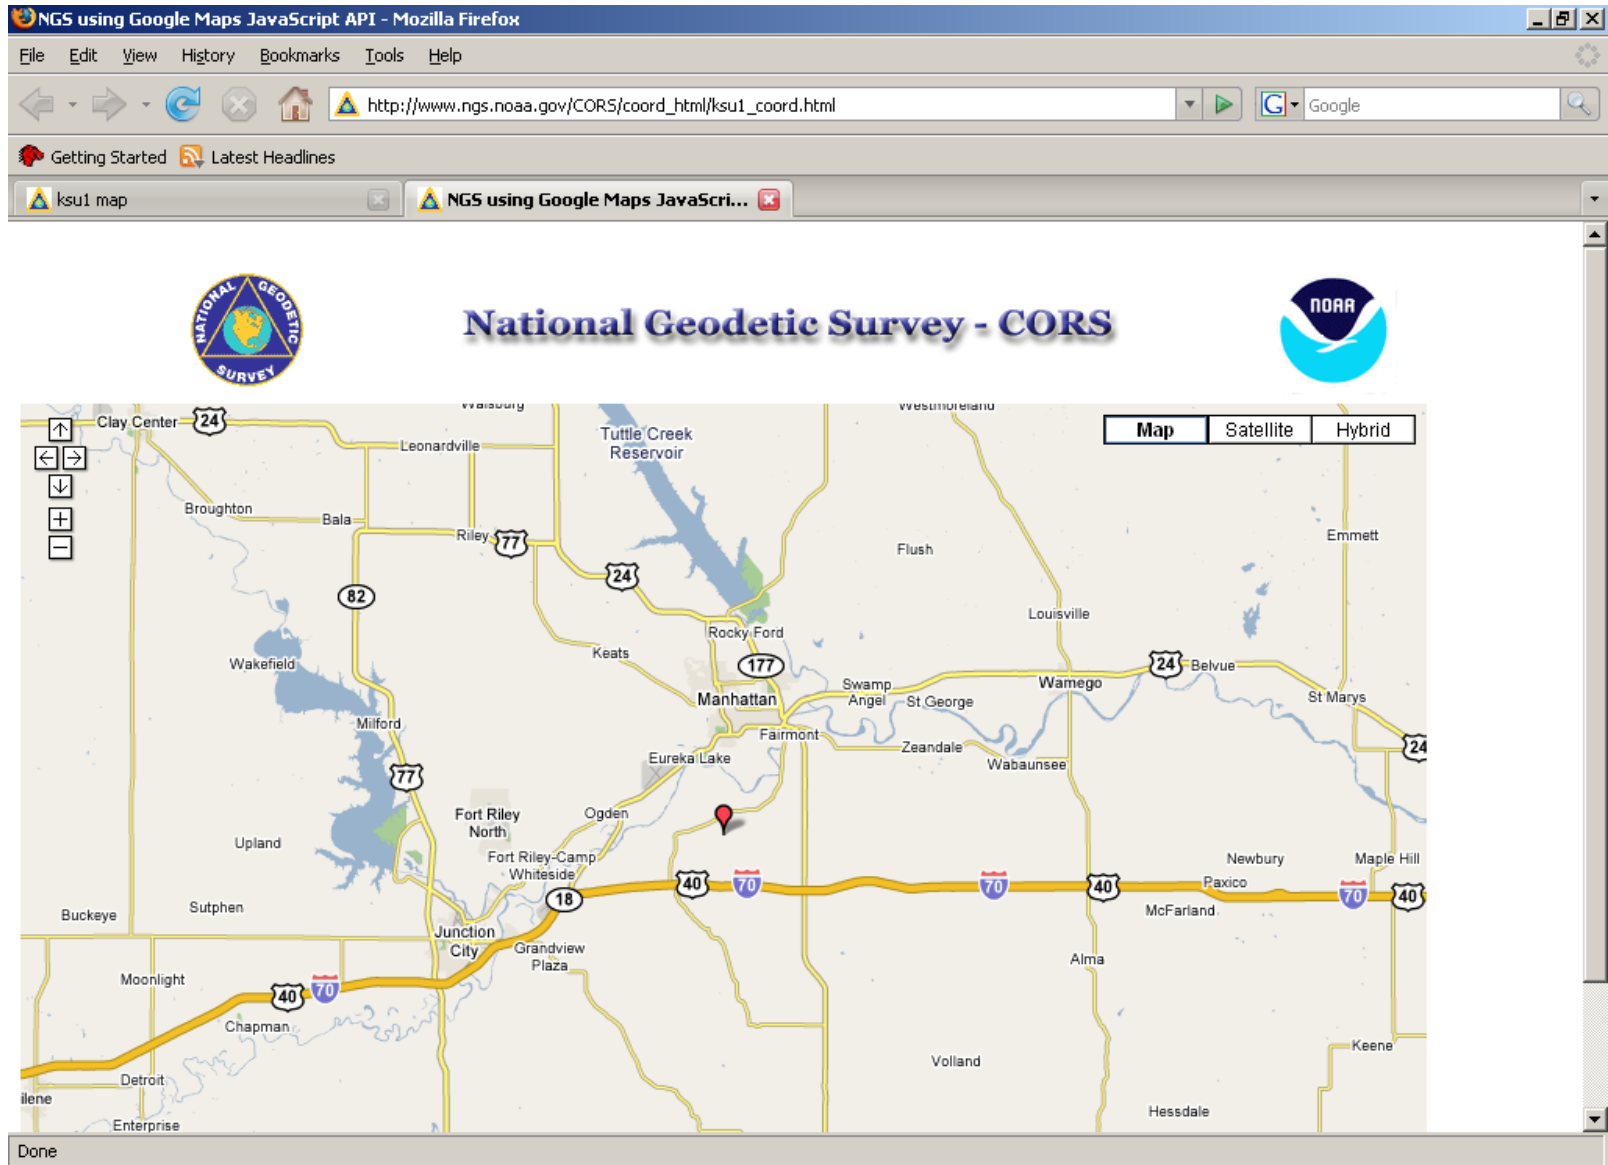 NGS using Google Maps JavaScript API - Mozilla Firefox
File Edit View History Bookmarks Tools Help
http://www.ngs.noaa.gov/CORS/coord_html/ksu1_coord.html
G Google
Getting Started Latest Headlines
ksu1 map
NGS using Google Maps JavaScri...
NATIONAL GEODETIC SURVEY
National Geodetic Survey - CORS
NOAA
Walsburg
Westmoreland
Clay Center 24
Tuttle Creek
Reservoir
Map Satellite Hybrid
Leonardville
Broughton
Bala
Riley 77
Flush
Emmett
24
82
Louisville
Rocky Ford
Keats
Wakefield
177
24 Belvue
Swamp
Angel
Wamego
Manhattan
St George
St Marys
Milford
Fairmont
Zeandale
24
Eureka Lake
Wabaunsee
77
Fort Riley
North
Ogden
Upland
Fort Riley-Camp
Whiteside
Newbury
Maple Hill
40 70 70 40 Paxico 70 40
18
Buckeye
Sutphen
McFarland
Junction
City
Grandview
Plaza
Alma
Moonlight
40 70
Chapman
Keene
Volland
Detroit
ilene
Hessdale
Enterprise
Done